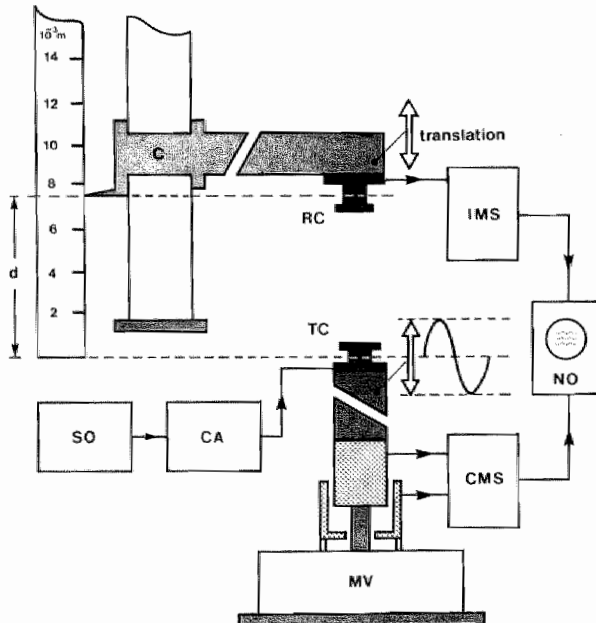 10⁻³m
14
12
10
8
6
4
2
d
C
translation
RC
IMS
TC
NO
SO
CA
CMS
MV